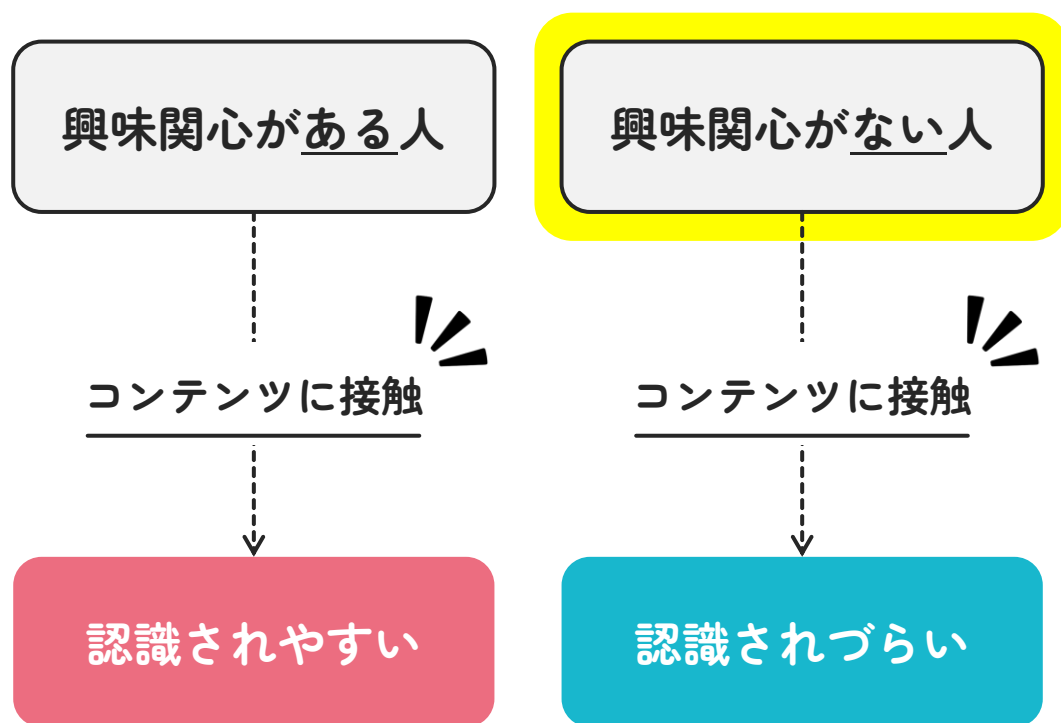 興味関心がある人
興味関心がない人
コンテンツに接触
コンテンツに接触
認識されやすい
認識されづらい